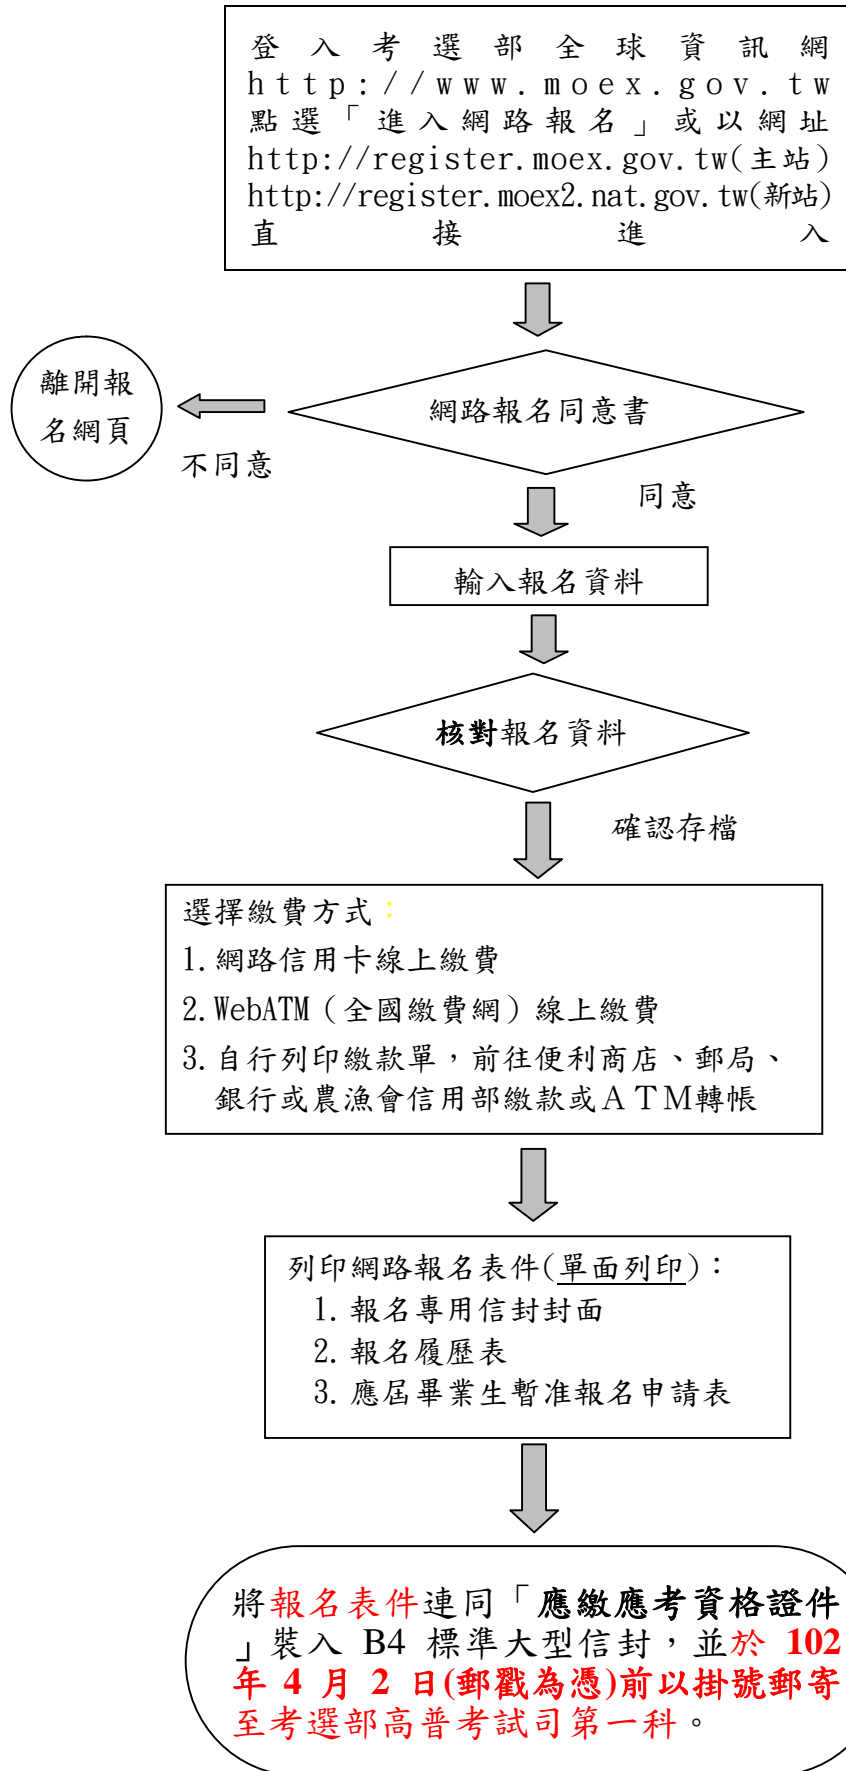 登入考選部全球資訊網
http://www.moex.gov.tw
點選「進入網路報名」或以網址
http://register.moex.gov.tw(主站)
http://register.moex2.nat.gov.tw(新站)
直接進入
離開報
名網頁
網路報名同意書
不同意
同意
輸入報名資料
核對報名資料
確認存檔
選擇繳費方式：
1.網路信用卡線上繳費
2.WebATM（全國繳費網）線上繳費
3.自行列印繳款單，前往便利商店、郵局、
銀行或農漁會信用部繳款或ＡＴＭ轉帳
列印網路報名表件(單面列印)：
1.報名專用信封封面
2.報名履歷表
3.應屆畢業生暫准報名申請表
將報名表件連同「應繳應考資格證件
」裝入 B4 標準大型信封，並於 102
年 4 月 2 日(郵戳為憑)前以掛號郵寄
至考選部高普考試司第一科。